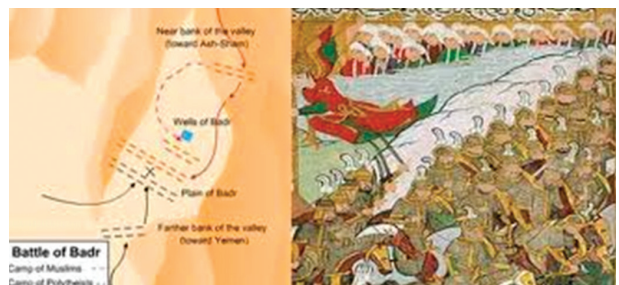 Near bank of the valley
(toward Ash-Sham)
Wells of Badr
Plain of Badr
Farther bank of the valley
(toward Yemen)
Battle of Badr
Camp of Muslims
Camp of Polytheists